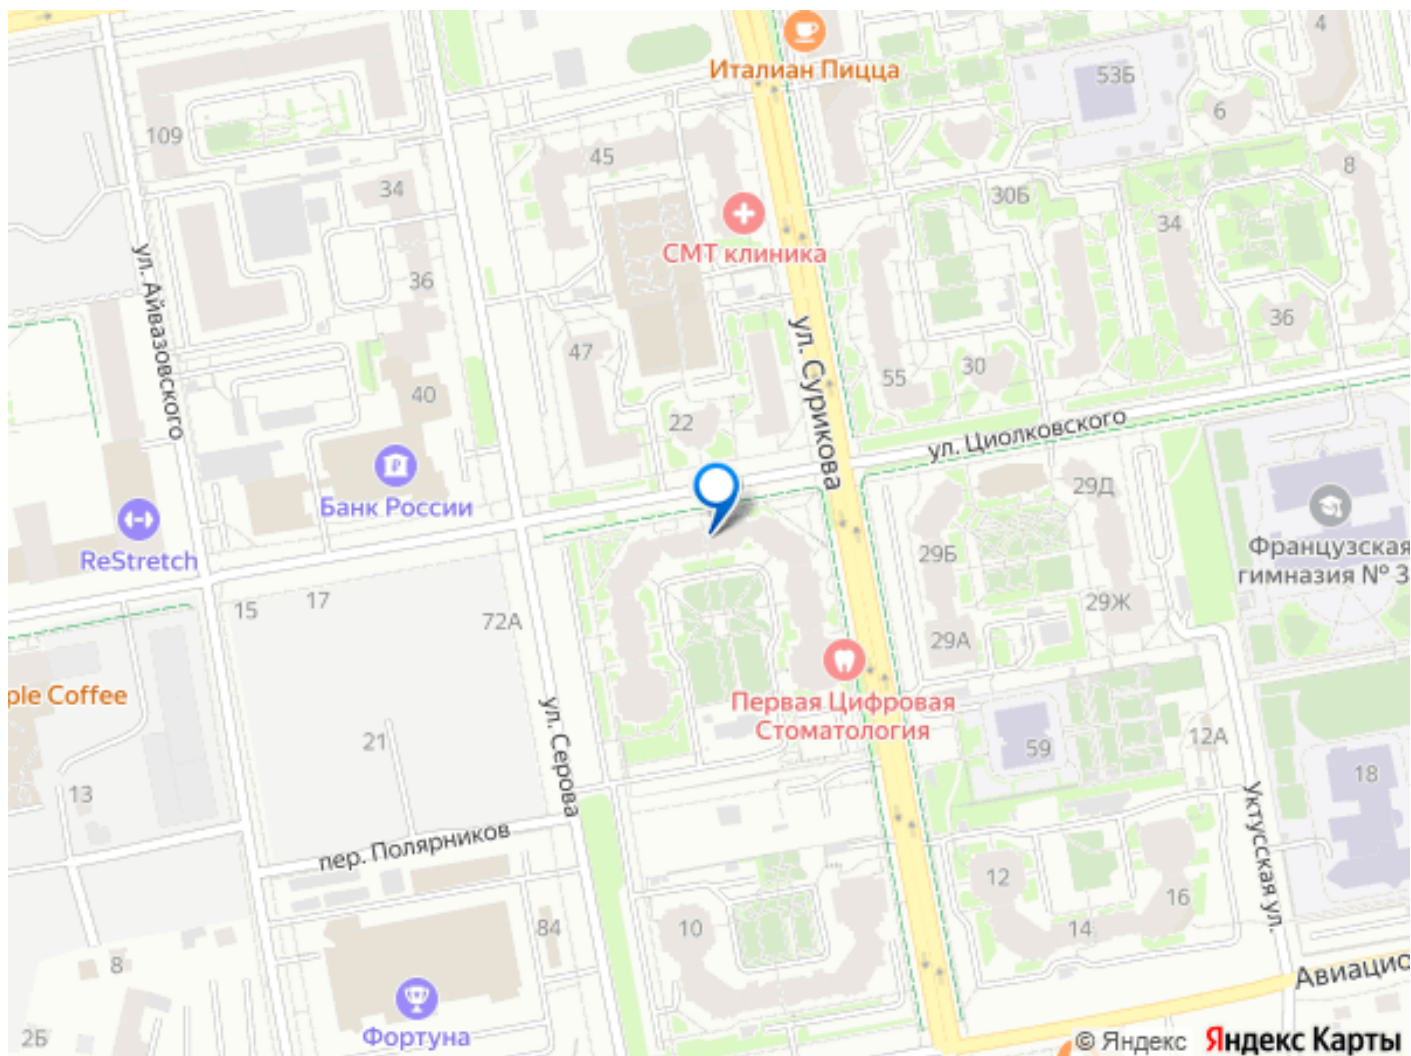 Италиан Пицца
4
53Б
6
109
45
8
34
30Б
34
СМТ клиника
36
ул. Айвазовского
36
ул. Сурикова
47
55
30
40
22
ул. Циолковского
Банк России
29Д
ReStretch
29Б
Французская
гимназия № 3
15
17
72А
29Ж
29А
ple Coffee
Первая Цифровая
Стоматология
ул. Серова
21
59
12А
18
13
Уктусская ул.
пер. Полярников
12
16
10
84
14
8
Авиацио
2Б
Фортуна
© Яндекс Яндекс Карты